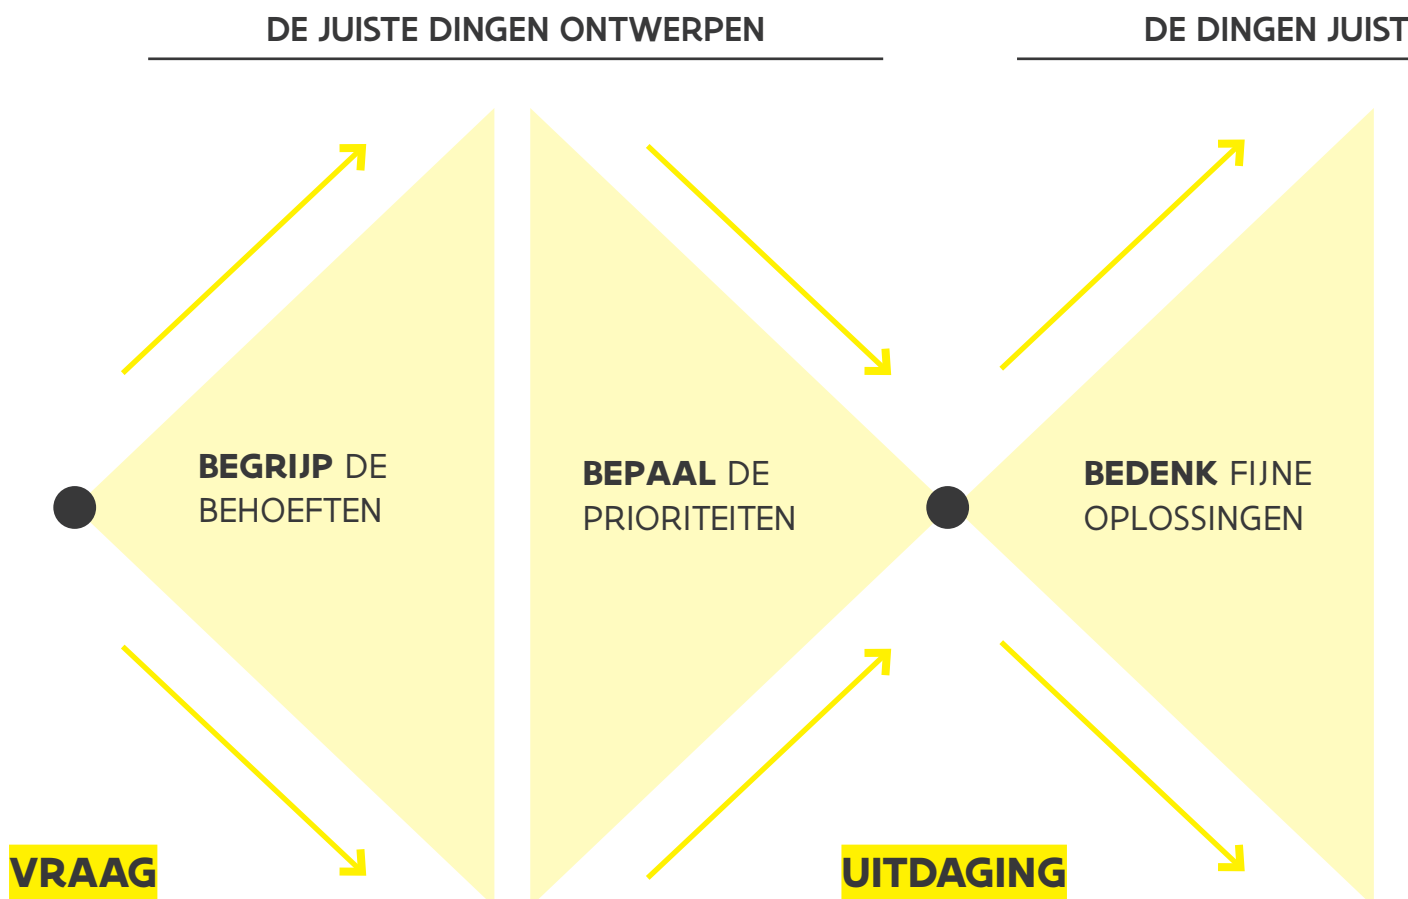 DE JUISTE DINGEN ONTWERPEN
DE DINGEN JUIST
BEGRIJP DE
BEHOEFTEN
BEPAAL DE
PRIORITEITEN
BEDENK FIJNE
OPLOSSINGEN
VRAAG
UITDAGING